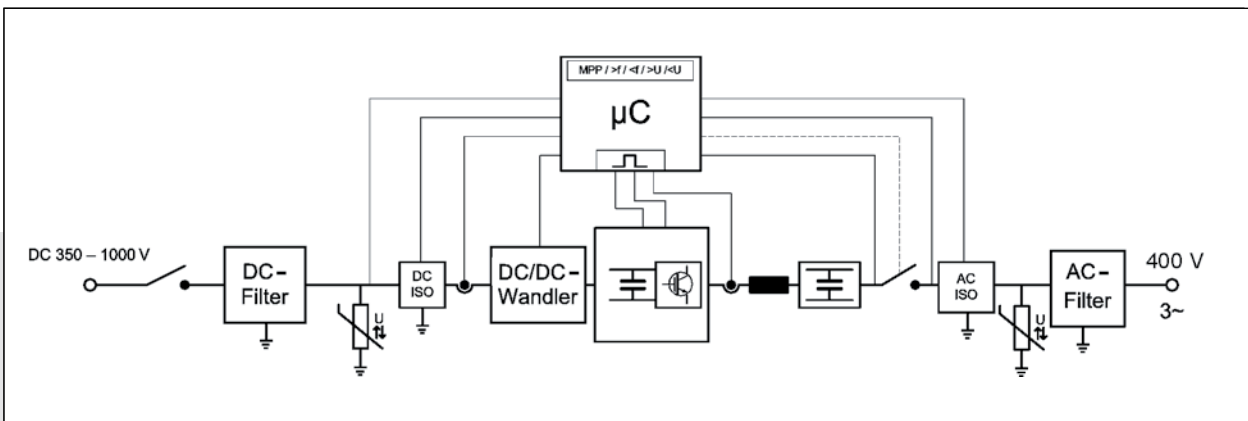 MPP / >f / <f / >U / <U
µC
DC 350 – 1000 V
DC-
Filter
U
DC
ISO
DC/DC-
Wandler
AC
ISO
U
AC-
Filter
400 V
3~